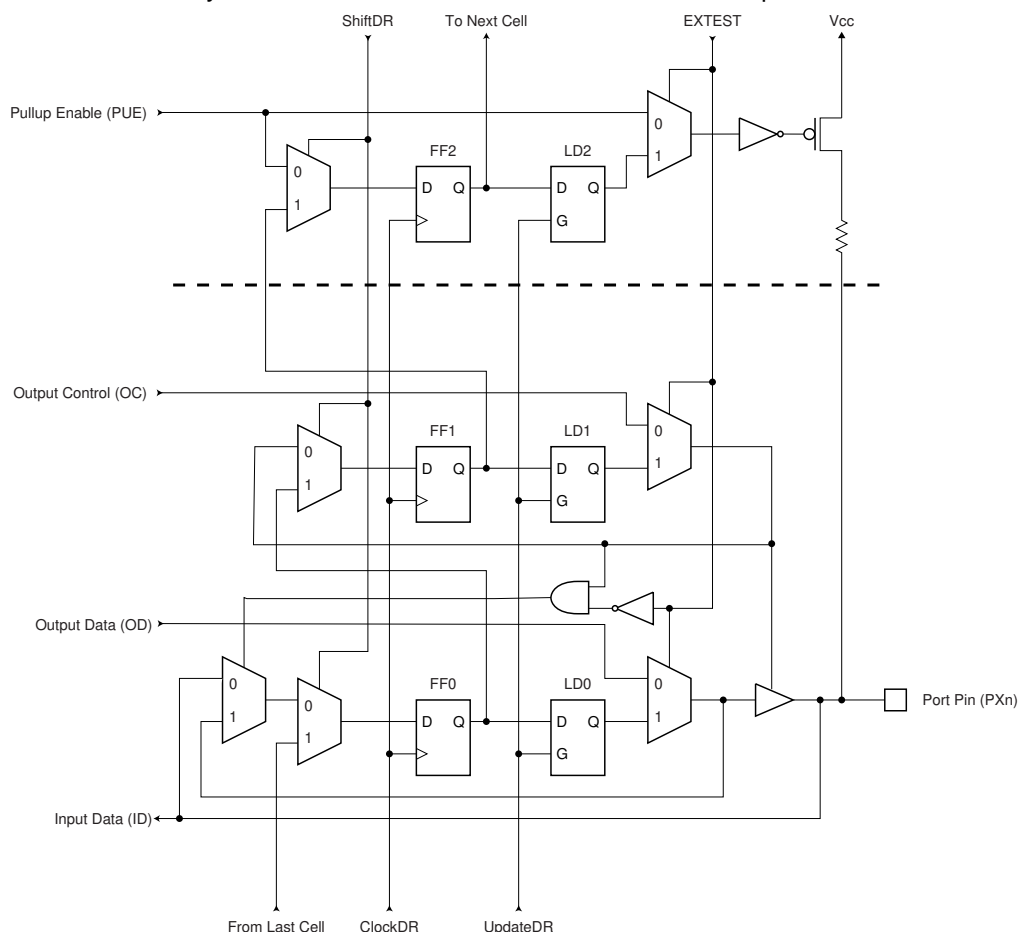 ShiftDR To Next Cell EXTEST Vcc
Pullup Enable (PUE)
0
1
FF2 LD2
0
1
D Q D Q
G
Output Control (OC)
FF1 LD1
0
1
0
1
D Q D Q
G
Output Data (OD)
FF0 LD0
0
1
0
1
0
1
D Q D Q
G
Port Pin (PXn)
Input Data (ID)
From Last Cell ClockDR UpdateDR